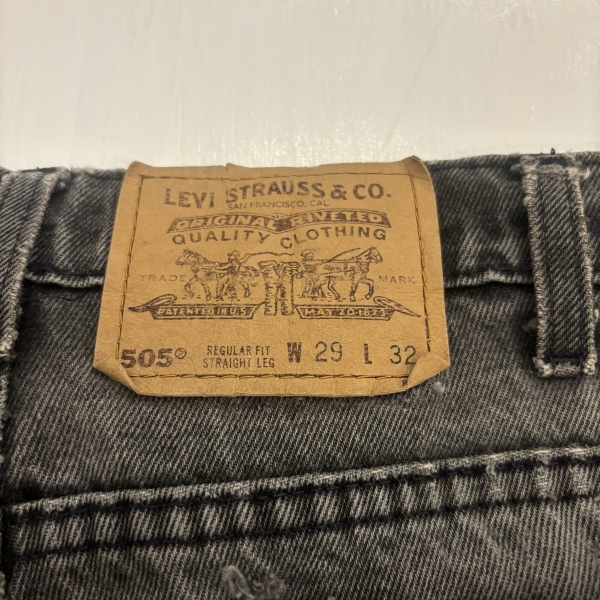 LEVI STRAUSS & CO.
SAN FRANCISCO, CAL.
ORIGINAL RIVETED
QUALITY CLOTHING
TRADE MARK
PATENTED IN U.S. MAY 20 1873
505® REGULAR FIT W 29 L 32
STRAIGHT LEG